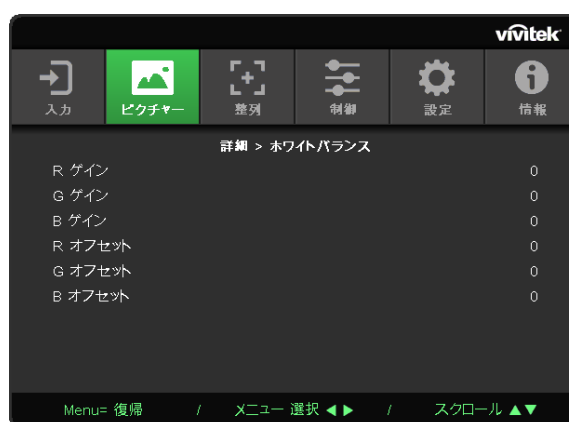 vivitek
入力 ピクチャー 整列 制御 設定 情報
詳細 > ホワイトバランス
R ゲイン 0
G ゲイン 0
B ゲイン 0
R オフセット 0
G オフセット 0
B オフセット 0
Menu= 復帰 / メニュー 選択 ◀ ▶ / スクロール ▲▼